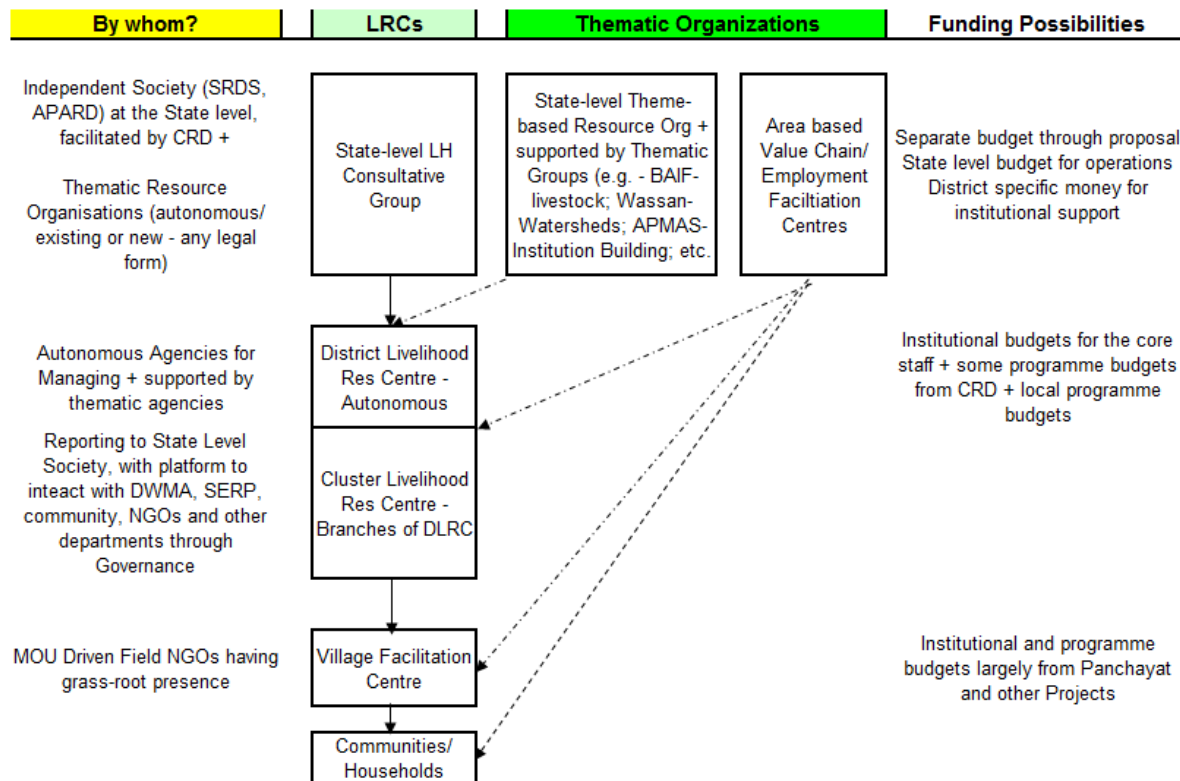 By whom?
LRCs
Thematic Organizations
Funding Possibilities
Independent Society (SRDS,
APARD) at the State level,
facilitated by CRD +
Thematic Resource
Organisations (autonomous/
existing or new - any legal
form)
State-level LH
Consultative
Group
State-level Theme-
based Resource Org +
supported by Thematic
Groups (e.g. - BAIF-
livestock; Wassan-
Watersheds; APMAS-
Institution Building; etc.
Area based
Value Chain/
Employment
Faciltiation
Centres
Separate budget through proposal
State level budget for operations
District specific money for
institutional support
Autonomous Agencies for
Managing + supported by
thematic agencies
District Livelihood
Res Centre -
Autonomous
Institutional budgets for the core
staff + some programme budgets
from CRD + local programme
budgets
Reporting to State Level
Society, with platform to
inteact with DWMA, SERP,
community, NGOs and other
departments through
Governance
Cluster Livelihood
Res Centre -
Branches of DLRC
MOU Driven Field NGOs having
grass-root presence
Village Facilitation
Centre
Institutional and programme
budgets largely from Panchayat
and other Projects
Communities/
Households